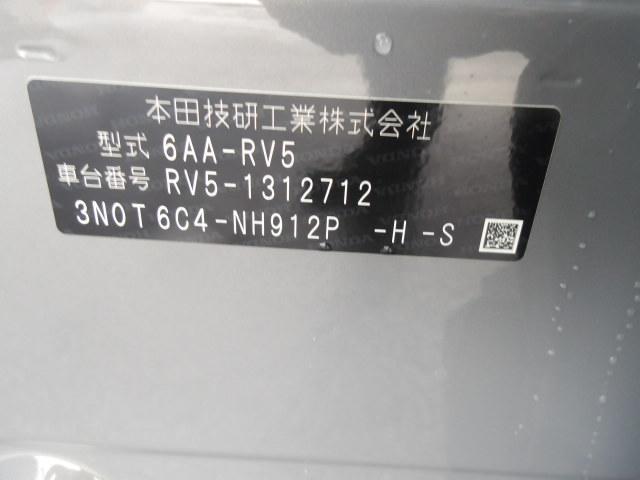 本田技研工業株式会社
型式 6AA-RV5
車台番号 RV5-1312712
3N0T6C4-NH912P -H -S